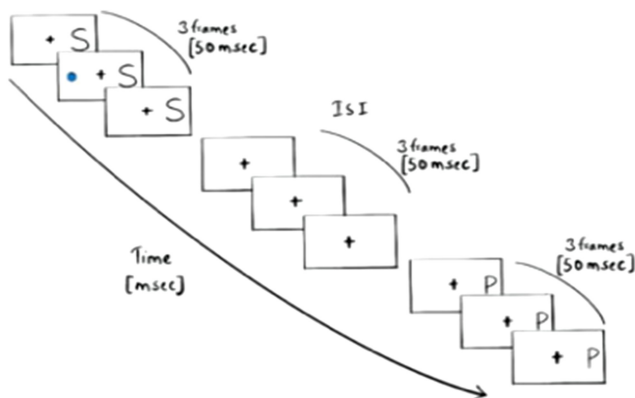 S
3 frames
[50 msec]
S
S
ISI
3 frames
[50 msec]
Time
[msec]
3 frames
[50 msec]
P
P
P